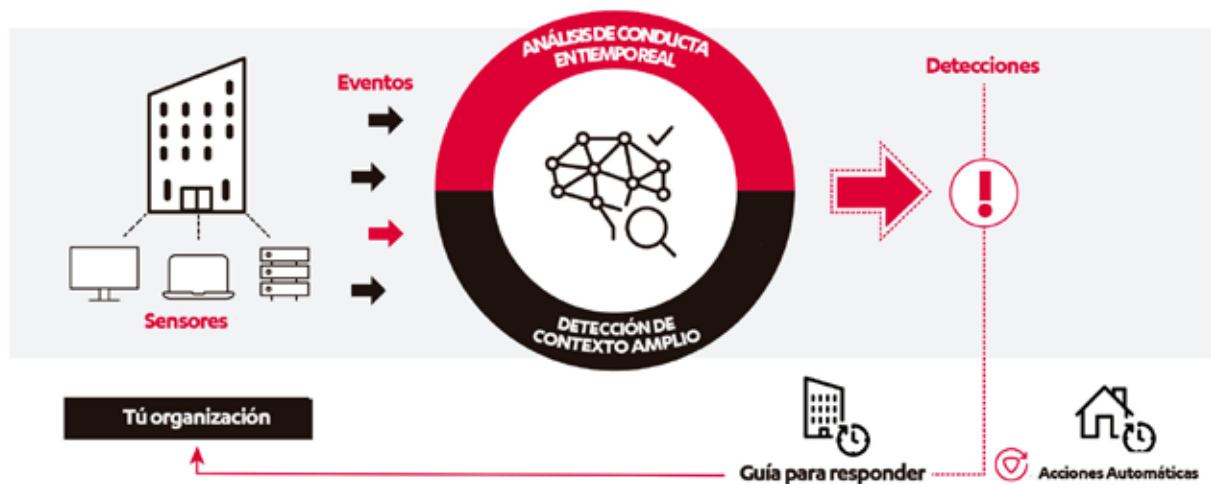 ANÁLISIS DE CONDUCTA
EN TIEMPO REAL
Eventos
Detecciones
Sensores
DETECCIÓN DE
CONTEXTO AMPLIO
Tú organización
Guía para responder
Acciones Automáticas